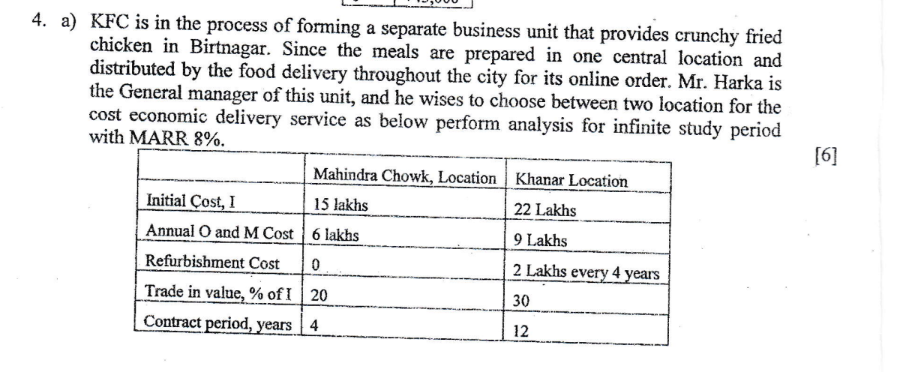 4. a) KFC is in the process of forming a separate business unit that provides crunchy fried
chicken in Birtnagar. Since the meals are prepared in one central location and
distributed by the food delivery throughout the city for its online order. Mr. Harka is
the General manager of this unit, and he wises to choose between two location for the
cost economic delivery service as below perform analysis for infinite study period
with MARR 8%.
[6]
Mahindra Chowk, Location Khanar Location
Initial Cost, I 15 lakhs 22 Lakhs
Annual O and M Cost 6 lakhs 9 Lakhs
Refurbishment Cost 0 2 Lakhs every 4 years
Trade in value, % of I 20 30
Contract period, years 4 12